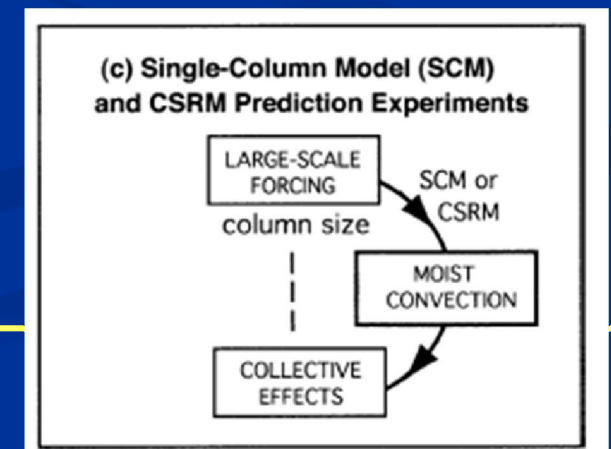 (c) Single-Column Model (SCM)
and CSRM Prediction Experiments
LARGE-SCALE
FORCING
SCM or
CSRM
column size
MOIST
CONVECTION
COLLECTIVE
EFFECTS